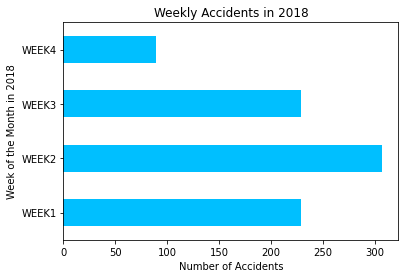 Weekly Accidents in 2018
Week of the Month in 2018
WEEK4
WEEK3
WEEK2
WEEK1
0 50 100 150 200 250 300
Number of Accidents